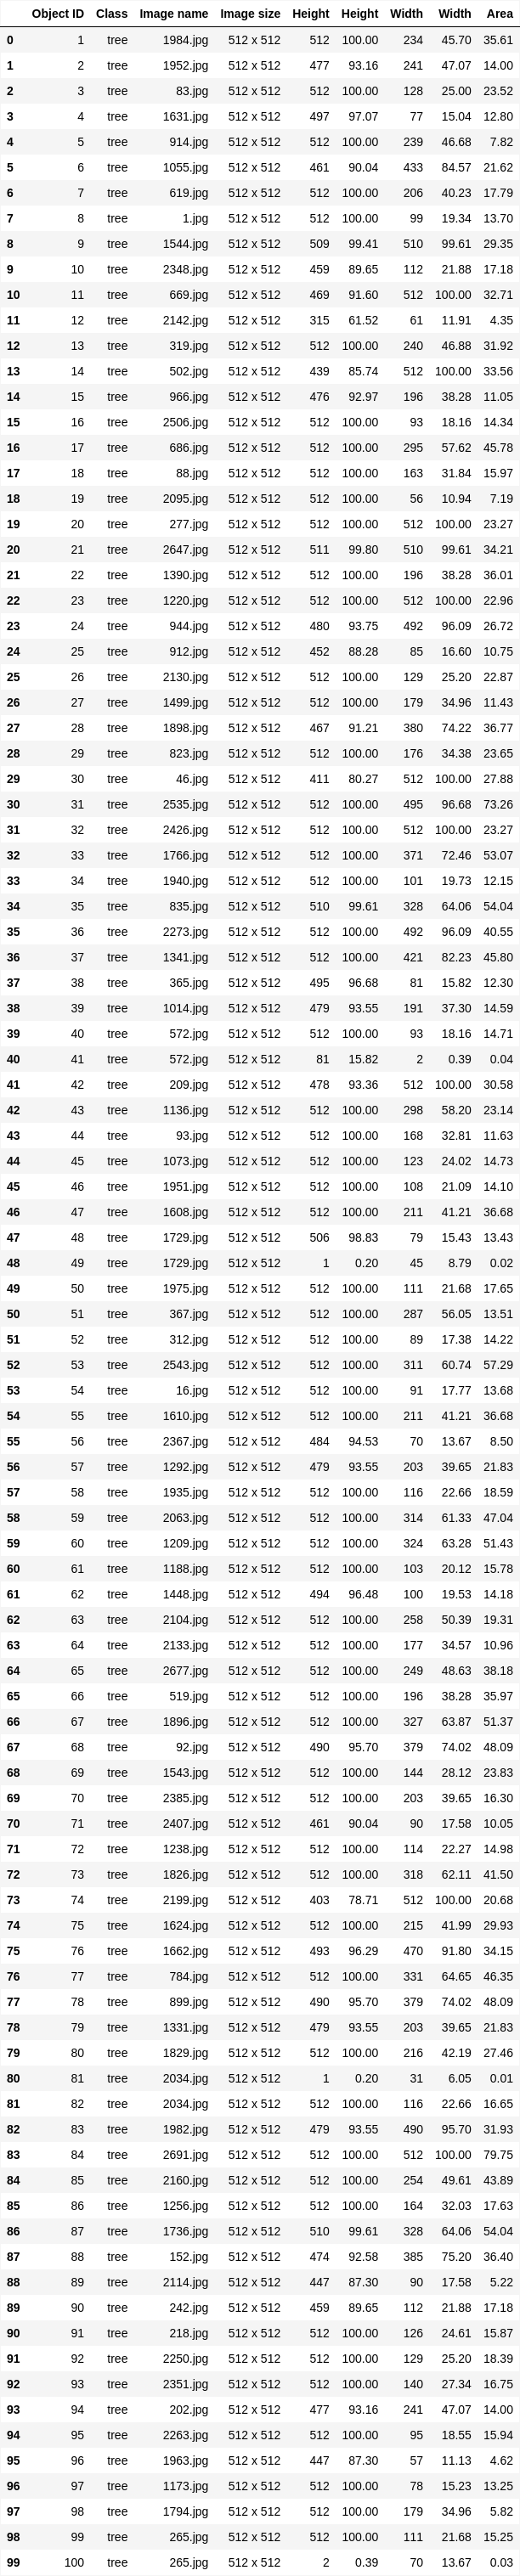 Object ID Class Image name Image size Height Height Width Width Area
0 1 tree 1984.jpg 512 x 512 512 100.00 234 45.70 35.61
1 2 tree 1952.jpg 512 x 512 477 93.16 241 47.07 14.00
2 3 tree 83.jpg 512 x 512 512 100.00 128 25.00 23.52
3 4 tree 1631.jpg 512 x 512 497 97.07 77 15.04 12.80
4 5 tree 914.jpg 512 x 512 512 100.00 239 46.68 7.82
5 6 tree 1055.jpg 512 x 512 461 90.04 433 84.57 21.62
6 7 tree 619.jpg 512 x 512 512 100.00 206 40.23 17.79
7 8 tree 1.jpg 512 x 512 512 100.00 99 19.34 13.70
8 9 tree 1544.jpg 512 x 512 509 99.41 510 99.61 29.35
9 10 tree 2348.jpg 512 x 512 459 89.65 112 21.88 17.18
10 11 tree 669.jpg 512 x 512 469 91.60 512 100.00 32.71
11 12 tree 2142.jpg 512 x 512 315 61.52 61 11.91 4.35
12 13 tree 319.jpg 512 x 512 512 100.00 240 46.88 31.92
13 14 tree 502.jpg 512 x 512 439 85.74 512 100.00 33.56
14 15 tree 966.jpg 512 x 512 476 92.97 196 38.28 11.05
15 16 tree 2506.jpg 512 x 512 512 100.00 93 18.16 14.34
16 17 tree 686.jpg 512 x 512 512 100.00 295 57.62 45.78
17 18 tree 88.jpg 512 x 512 512 100.00 163 31.84 15.97
18 19 tree 2095.jpg 512 x 512 512 100.00 56 10.94 7.19
19 20 tree 277.jpg 512 x 512 512 100.00 512 100.00 23.27
20 21 tree 2647.jpg 512 x 512 511 99.80 510 99.61 34.21
21 22 tree 1390.jpg 512 x 512 512 100.00 196 38.28 36.01
22 23 tree 1220.jpg 512 x 512 512 100.00 512 100.00 22.96
23 24 tree 944.jpg 512 x 512 480 93.75 492 96.09 26.72
24 25 tree 912.jpg 512 x 512 452 88.28 85 16.60 10.75
25 26 tree 2130.jpg 512 x 512 512 100.00 129 25.20 22.87
26 27 tree 1499.jpg 512 x 512 512 100.00 179 34.96 11.43
27 28 tree 1898.jpg 512 x 512 467 91.21 380 74.22 36.77
28 29 tree 823.jpg 512 x 512 512 100.00 176 34.38 23.65
29 30 tree 46.jpg 512 x 512 411 80.27 512 100.00 27.88
30 31 tree 2535.jpg 512 x 512 512 100.00 495 96.68 73.26
31 32 tree 2426.jpg 512 x 512 512 100.00 512 100.00 23.27
32 33 tree 1766.jpg 512 x 512 512 100.00 371 72.46 53.07
33 34 tree 1940.jpg 512 x 512 512 100.00 101 19.73 12.15
34 35 tree 835.jpg 512 x 512 510 99.61 328 64.06 54.04
35 36 tree 2273.jpg 512 x 512 512 100.00 492 96.09 40.55
36 37 tree 1341.jpg 512 x 512 512 100.00 421 82.23 45.80
37 38 tree 365.jpg 512 x 512 495 96.68 81 15.82 12.30
38 39 tree 1014.jpg 512 x 512 479 93.55 191 37.30 14.59
39 40 tree 572.jpg 512 x 512 512 100.00 93 18.16 14.71
40 41 tree 572.jpg 512 x 512 81 15.82 2 0.39 0.04
41 42 tree 209.jpg 512 x 512 478 93.36 512 100.00 30.58
42 43 tree 1136.jpg 512 x 512 512 100.00 298 58.20 23.14
43 44 tree 93.jpg 512 x 512 512 100.00 168 32.81 11.63
44 45 tree 1073.jpg 512 x 512 512 100.00 123 24.02 14.73
45 46 tree 1951.jpg 512 x 512 512 100.00 108 21.09 14.10
46 47 tree 1608.jpg 512 x 512 512 100.00 211 41.21 36.68
47 48 tree 1729.jpg 512 x 512 506 98.83 79 15.43 13.43
48 49 tree 1729.jpg 512 x 512 1 0.20 45 8.79 0.02
49 50 tree 1975.jpg 512 x 512 512 100.00 111 21.68 17.65
50 51 tree 367.jpg 512 x 512 512 100.00 287 56.05 13.51
51 52 tree 312.jpg 512 x 512 512 100.00 89 17.38 14.22
52 53 tree 2543.jpg 512 x 512 512 100.00 311 60.74 57.29
53 54 tree 16.jpg 512 x 512 512 100.00 91 17.77 13.68
54 55 tree 1610.jpg 512 x 512 512 100.00 211 41.21 36.68
55 56 tree 2367.jpg 512 x 512 484 94.53 70 13.67 8.50
56 57 tree 1292.jpg 512 x 512 479 93.55 203 39.65 21.83
57 58 tree 1935.jpg 512 x 512 512 100.00 116 22.66 18.59
58 59 tree 2063.jpg 512 x 512 512 100.00 314 61.33 47.04
59 60 tree 1209.jpg 512 x 512 512 100.00 324 63.28 51.43
60 61 tree 1188.jpg 512 x 512 512 100.00 103 20.12 15.78
61 62 tree 1448.jpg 512 x 512 494 96.48 100 19.53 14.18
62 63 tree 2104.jpg 512 x 512 512 100.00 258 50.39 19.31
63 64 tree 2133.jpg 512 x 512 512 100.00 177 34.57 10.96
64 65 tree 2677.jpg 512 x 512 512 100.00 249 48.63 38.18
65 66 tree 519.jpg 512 x 512 512 100.00 196 38.28 35.97
66 67 tree 1896.jpg 512 x 512 512 100.00 327 63.87 51.37
67 68 tree 92.jpg 512 x 512 490 95.70 379 74.02 48.09
68 69 tree 1543.jpg 512 x 512 512 100.00 144 28.12 23.83
69 70 tree 2385.jpg 512 x 512 512 100.00 203 39.65 16.30
70 71 tree 2407.jpg 512 x 512 461 90.04 90 17.58 10.05
71 72 tree 1238.jpg 512 x 512 512 100.00 114 22.27 14.98
72 73 tree 1826.jpg 512 x 512 512 100.00 318 62.11 41.50
73 74 tree 2199.jpg 512 x 512 403 78.71 512 100.00 20.68
74 75 tree 1624.jpg 512 x 512 512 100.00 215 41.99 29.93
75 76 tree 1662.jpg 512 x 512 493 96.29 470 91.80 34.15
76 77 tree 784.jpg 512 x 512 512 100.00 331 64.65 46.35
77 78 tree 899.jpg 512 x 512 490 95.70 379 74.02 48.09
78 79 tree 1331.jpg 512 x 512 479 93.55 203 39.65 21.83
79 80 tree 1829.jpg 512 x 512 512 100.00 216 42.19 27.46
80 81 tree 2034.jpg 512 x 512 1 0.20 31 6.05 0.01
81 82 tree 2034.jpg 512 x 512 512 100.00 116 22.66 16.65
82 83 tree 1982.jpg 512 x 512 479 93.55 490 95.70 31.93
83 84 tree 2691.jpg 512 x 512 512 100.00 512 100.00 79.75
84 85 tree 2160.jpg 512 x 512 512 100.00 254 49.61 43.89
85 86 tree 1256.jpg 512 x 512 512 100.00 164 32.03 17.63
86 87 tree 1736.jpg 512 x 512 510 99.61 328 64.06 54.04
87 88 tree 152.jpg 512 x 512 474 92.58 385 75.20 36.40
88 89 tree 2114.jpg 512 x 512 447 87.30 90 17.58 5.22
89 90 tree 242.jpg 512 x 512 459 89.65 112 21.88 17.18
90 91 tree 218.jpg 512 x 512 512 100.00 126 24.61 15.87
91 92 tree 2250.jpg 512 x 512 512 100.00 129 25.20 18.39
92 93 tree 2351.jpg 512 x 512 512 100.00 140 27.34 16.75
93 94 tree 202.jpg 512 x 512 477 93.16 241 47.07 14.00
94 95 tree 2263.jpg 512 x 512 512 100.00 95 18.55 15.94
95 96 tree 1963.jpg 512 x 512 447 87.30 57 11.13 4.62
96 97 tree 1173.jpg 512 x 512 512 100.00 78 15.23 13.25
97 98 tree 1794.jpg 512 x 512 512 100.00 179 34.96 5.82
98 99 tree 265.jpg 512 x 512 512 100.00 111 21.68 15.25
99 100 tree 265.jpg 512 x 512 2 0.39 70 13.67 0.03